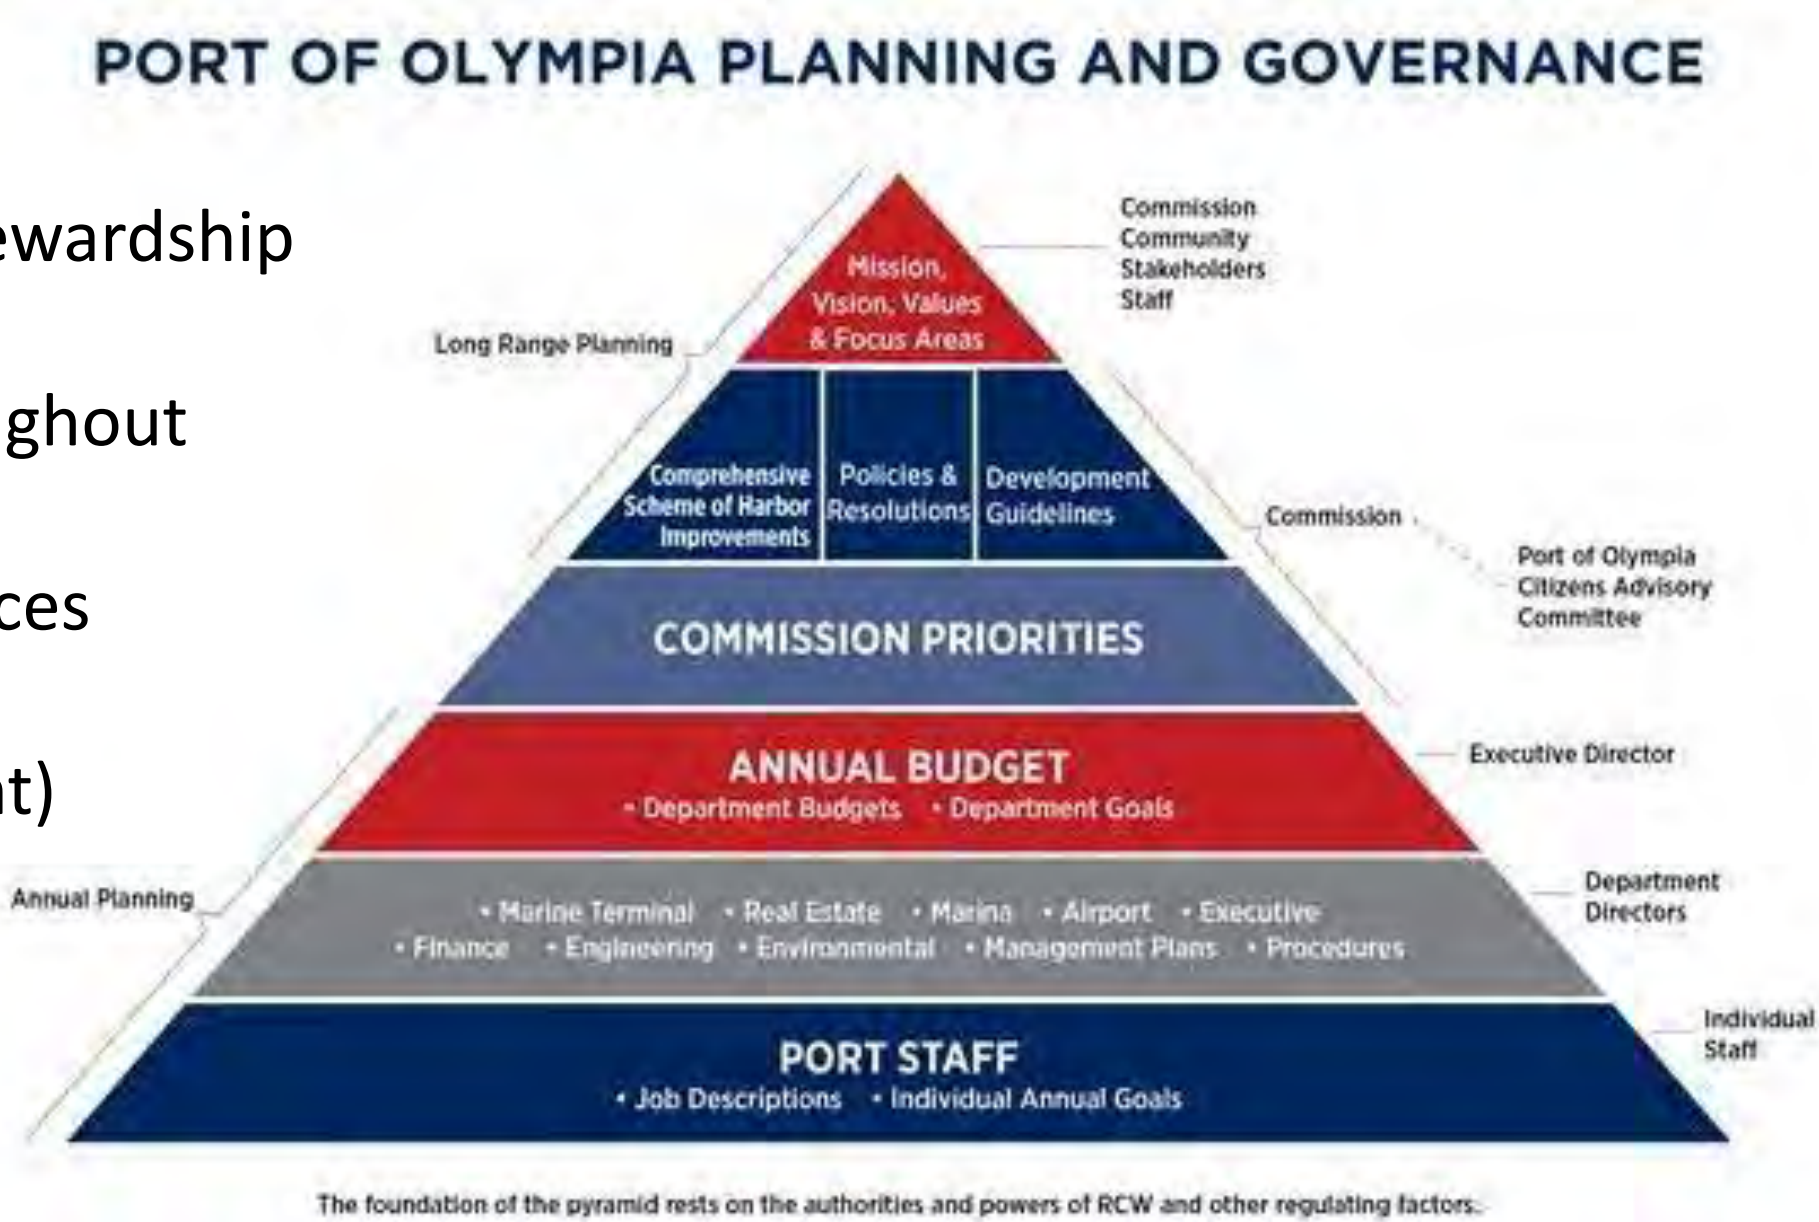 PORT OF OLYMPIA PLANNING AND GOVERNANCE
ewardship
ghout
ces
nt)
Long Range Planning
Annual Planning
Mission,
Vision, Values
& Focus Areas
Comprehensive
Scheme of Harbor
Improvements
Policies &
Resolutions
Development
Guidelines
COMMISSION PRIORITIES
ANNUAL BUDGET
• Department Budgets • Department Goals
• Marine Terminal • Real Estate • Marina • Airport • Executive
• Finance • Engineering • Environmental • Management Plans • Procedures
PORT STAFF
• Job Descriptions • Individual Annual Goals
Commission
Community
Stakeholders
Staff
Commission
Port of Olympia
Citizens Advisory
Committee
Executive Director
Department
Directors
Individual
Staff
The foundation of the pyramid rests on the authorities and powers of RCW and other regulating factors.